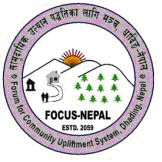 सामुदायिक उत्थान पद्धतिका लागि मञ्च, धादिङ-नेपाल
FOCUS-NEPAL
ESTD. 2059
Forum for Community Upliftment System, Dhading, Nepal